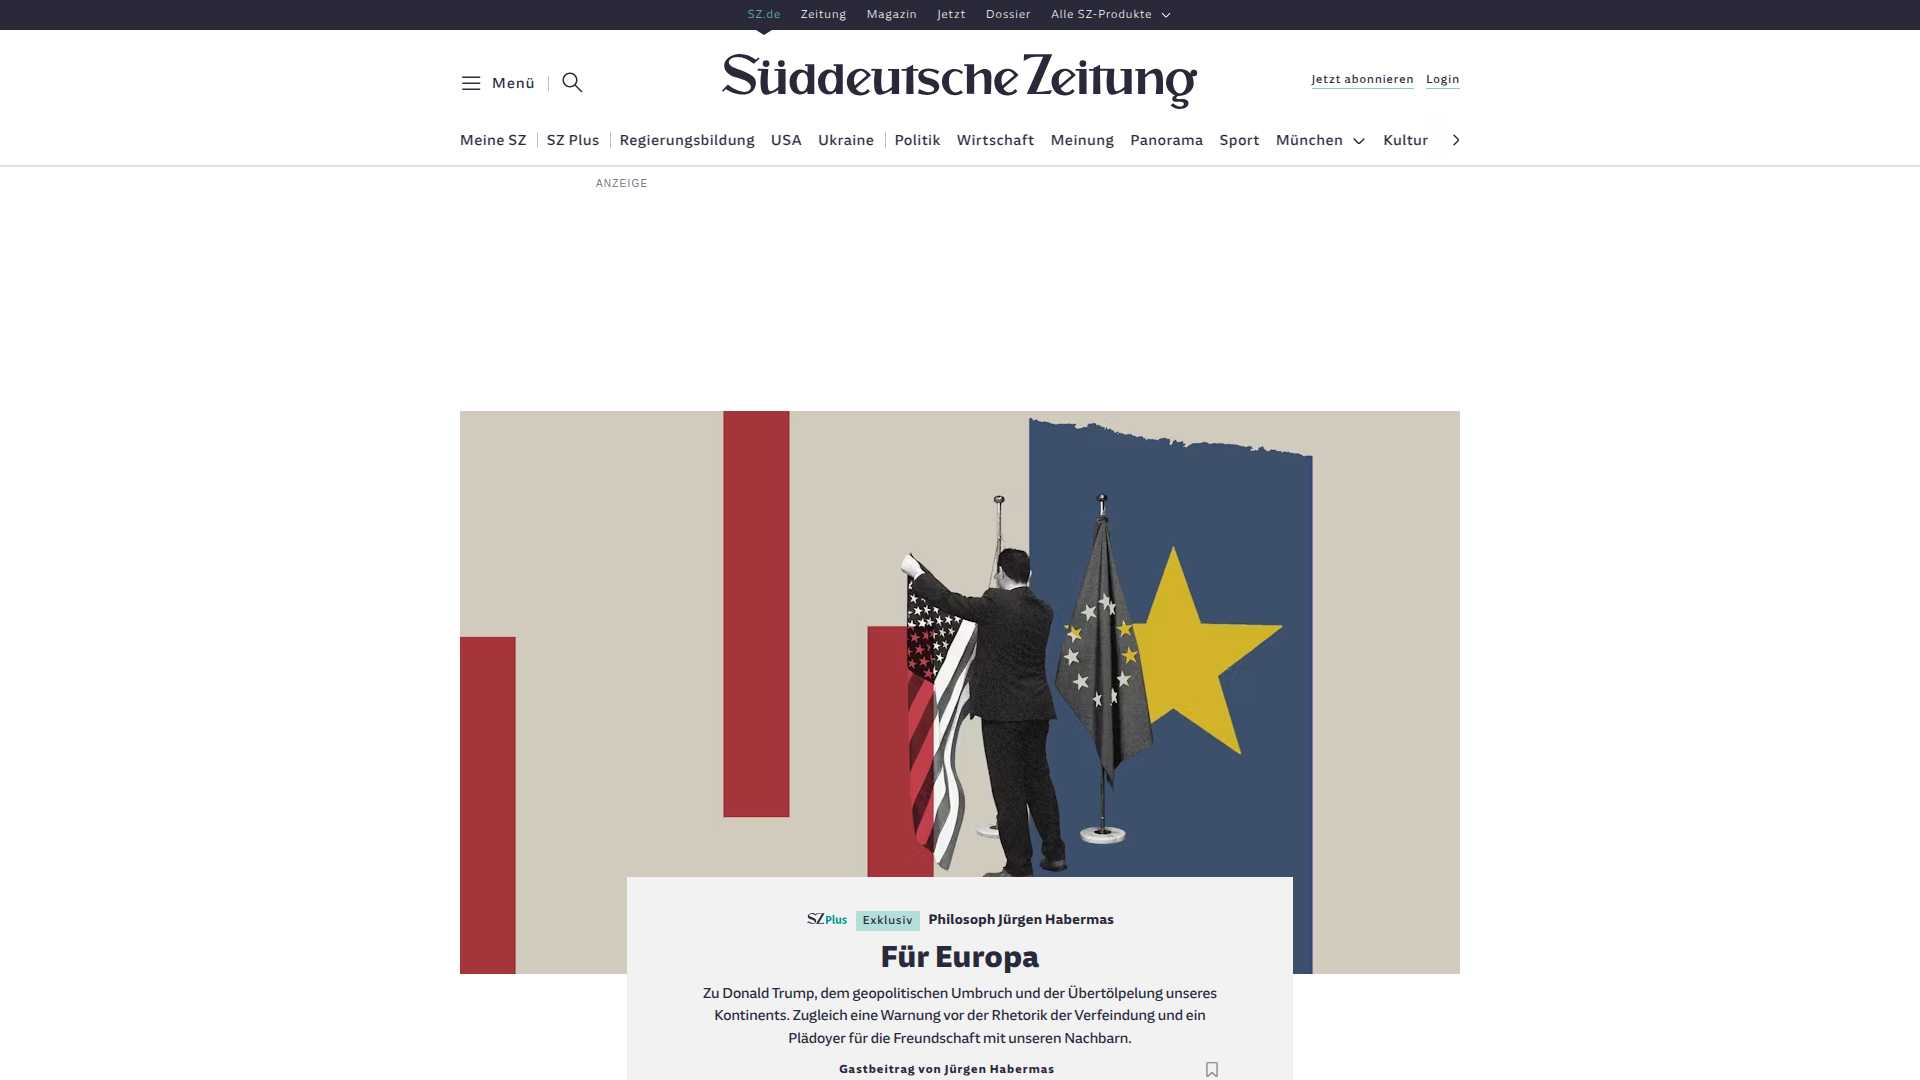 SZ.de Zeitung Magazin Jetzt Dossier Alle SZ-Produkte
Menü
Süddeutsche Zeitung
Jetzt abonnieren Login
Meine SZ SZ Plus Regierungsbildung USA Ukraine Politik Wirtschaft Meinung Panorama Sport München Kultur
ANZEIGE
SZ Plus Exklusiv Philosoph Jürgen Habermas
Für Europa
Zu Donald Trump, dem geopolitischen Umbruch und der Übertölpelung unseres
Kontinents. Zugleich eine Warnung vor der Rhetorik der Verfeindung und ein
Plädoyer für die Freundschaft mit unseren Nachbarn.
Gastbeitrag von Jürgen Habermas